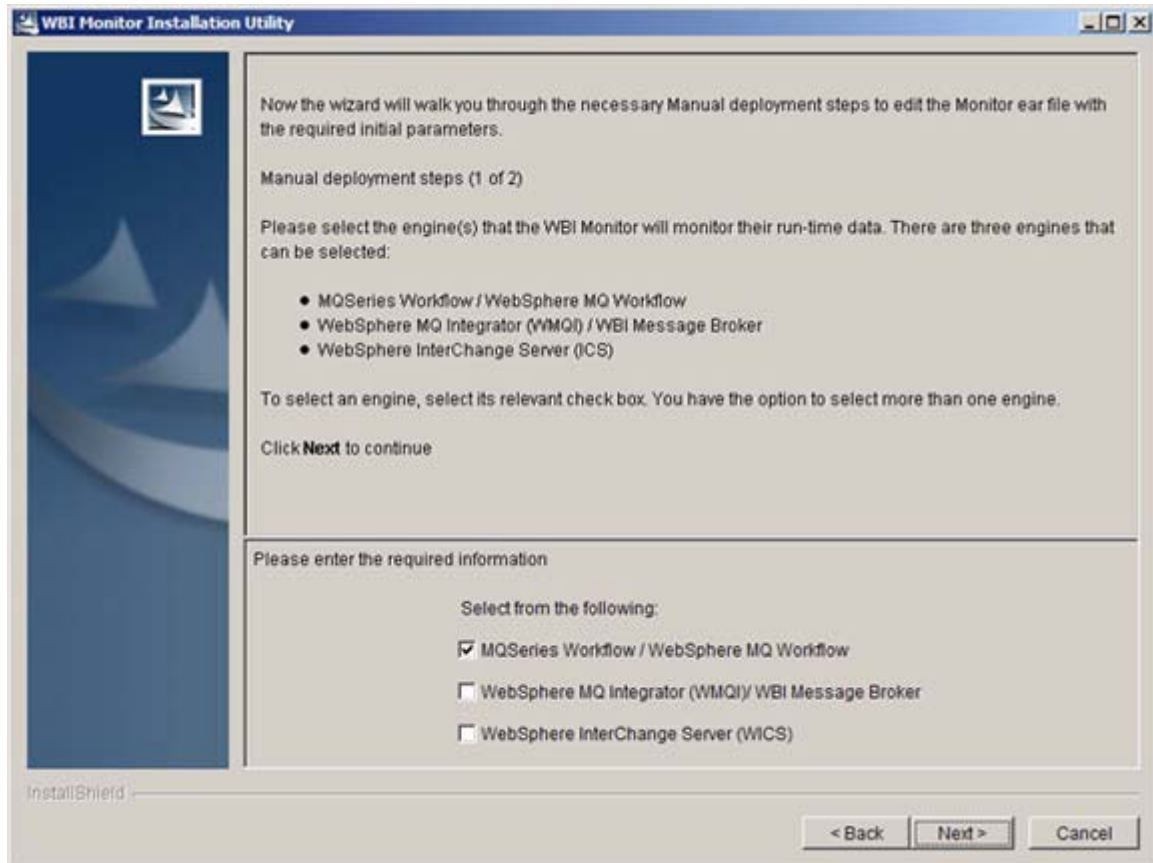 WBI Monitor Installation Utility
Now the wizard will walk you through the necessary Manual deployment steps to edit the Monitor ear file with
the required initial parameters.
Manual deployment steps (1 of 2)
Please select the engine(s) that the WBI Monitor will monitor their run-time data. There are three engines that
can be selected:
● MQSeries Workflow / WebSphere MQ Workflow
● WebSphere MQ Integrator (WMQI) / WBI Message Broker
● WebSphere InterChange Server (ICS)
To select an engine, select its relevant check box. You have the option to select more than one engine.
Click Next to continue
Please enter the required information
Select from the following:
MQSeries Workflow / WebSphere MQ Workflow
WebSphere MQ Integrator (WMQI)/ WBI Message Broker
WebSphere InterChange Server (WICS)
InstallShield
< Back Next > Cancel